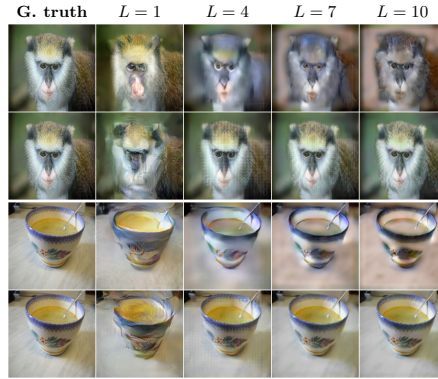 G. truth L = 1 L = 4 L = 7 L = 10